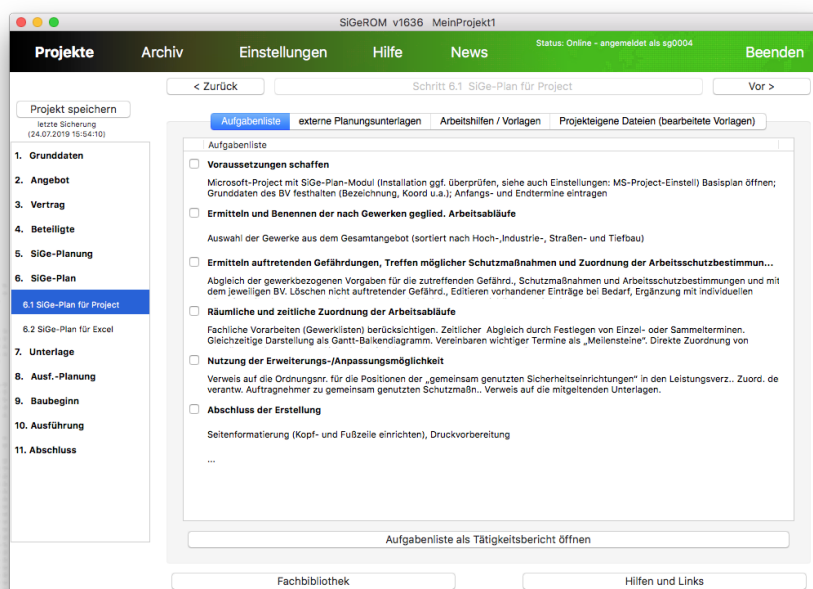 SiGeROM v1636 MeinProjekt1
Projekte Archiv Einstellungen Hilfe News Status: Online - angemeldet als sg0004 Beenden
< Zurück Schritt 6.1 SiGe-Plan für Project Vor >
Projekt speichern
letzte Sicherung
(24.07.2019 15:54:10)
1. Grunddaten
2. Angebot
3. Vertrag
4. Beteiligte
5. SiGe-Planung
6. SiGe-Plan
6.1 SiGe-Plan für Project
6.2 SiGe-Plan für Excel
7. Unterlage
8. Ausf.-Planung
9. Baubeginn
10. Ausführung
11. Abschluss
Aufgabenliste externe Planungsunterlagen Arbeitshilfen / Vorlagen Projekteigene Dateien (bearbeitete Vorlagen)
Aufgabenliste
Voraussetzungen schaffen
Microsoft-Project mit SiGe-Plan-Modul (Installation ggf. überprüfen, siehe auch Einstellungen: MS-Project-Einstell) Basisplan öffnen;
Grunddaten des BV festhalten (Bezeichnung, Koord u.a.); Anfangs- und Endtermine eintragen
Ermitteln und Benennen der nach Gewerken geglied. Arbeitsabläufe
Auswahl der Gewerke aus dem Gesamtangebot (sortiert nach Hoch-,Industrie-, Straßen- und Tiefbau)
Ermitteln auftretenden Gefährdungen, Treffen möglicher Schutzmaßnahmen und Zuordnung der Arbeitsschutzbestimmun...
Abgleich der gewerkbezogenen Vorgaben für die zutreffenden Gefährd., Schutzmaßnahmen und Arbeitsschutzbestimmungen und mit
dem jeweiligen BV. Löschen nicht auftretender Gefährd., Editieren vorhandener Einträge bei Bedarf, Ergänzung mit individuellen
Räumliche und zeitliche Zuordnung der Arbeitsabläufe
Fachliche Vorarbeiten (Gewerklisten) berücksichtigen. Zeitlicher Abgleich durch Festlegen von Einzel- oder Sammelterminen.
Gleichzeitige Darstellung als Gantt-Balkendiagramm. Vereinbaren wichtiger Termine als „Meilensteine“. Direkte Zuordnung von
Nutzung der Erweiterungs-/Anpassungsmöglichkeit
Verweis auf die Ordnungsnr. für die Positionen der „gemeinsam genutzten Sicherheitseinrichtungen“ in den Leistungsverz.. Zuord. de
verantw. Auftragnehmer zu gemeinsam genutzten Schutzmaßn.. Verweis auf die mitgeltenden Unterlagen.
Abschluss der Erstellung
Seitenformatierung (Kopf- und Fußzeile einrichten), Druckvorbereitung
...
Aufgabenliste als Tätigkeitsbericht öffnen
Fachbibliothek Hilfen und Links